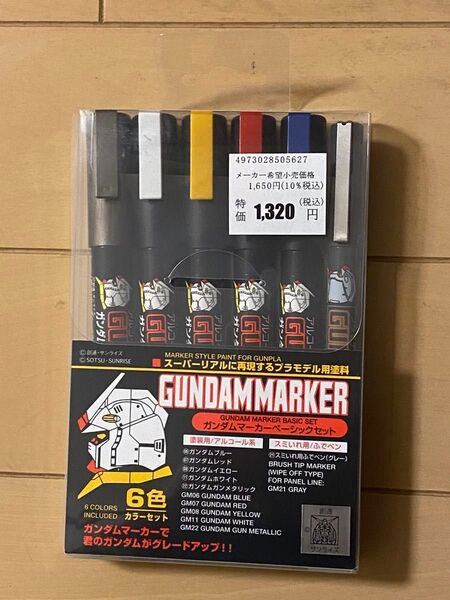 4973028505627
メーカー希望小売価格
1,650円(10%税込)
特価 1,320 (税込) 円
© 創通・サンライズ
© SOTSU・SUNRISE
MARKER STYLE PAINT FOR GUNPLA
■スーパーリアルに再現するプラモデル用塗料
GUNDAMMARKER
GUNDAM MARKER BASIC SET
ガンダムマーカーベーシックセット
塗装用/アルコール系
ガンダムブルー
ガンダムレッド
ガンダムイエロー
ガンダムホワイト
ガンダムガンメタリック
GM06 GUNDAM BLUE
GM07 GUNDAM RED
GM08 GUNDAM YELLOW
GM11 GUNDAM WHITE
GM22 GUNDAM GUN METALLIC
スミいれ用/ふでペン
スミいれ用ふでペン(グレー)
BRUSH TIP MARKER
(WIPE OFF TYPE)
FOR PANEL LINE:
GM21 GRAY
6 COLORS
INCLUDED
6色
カラーセット
ガンダムマーカーで
君のガンダムがグレードアップ!!
創通
サンライズ